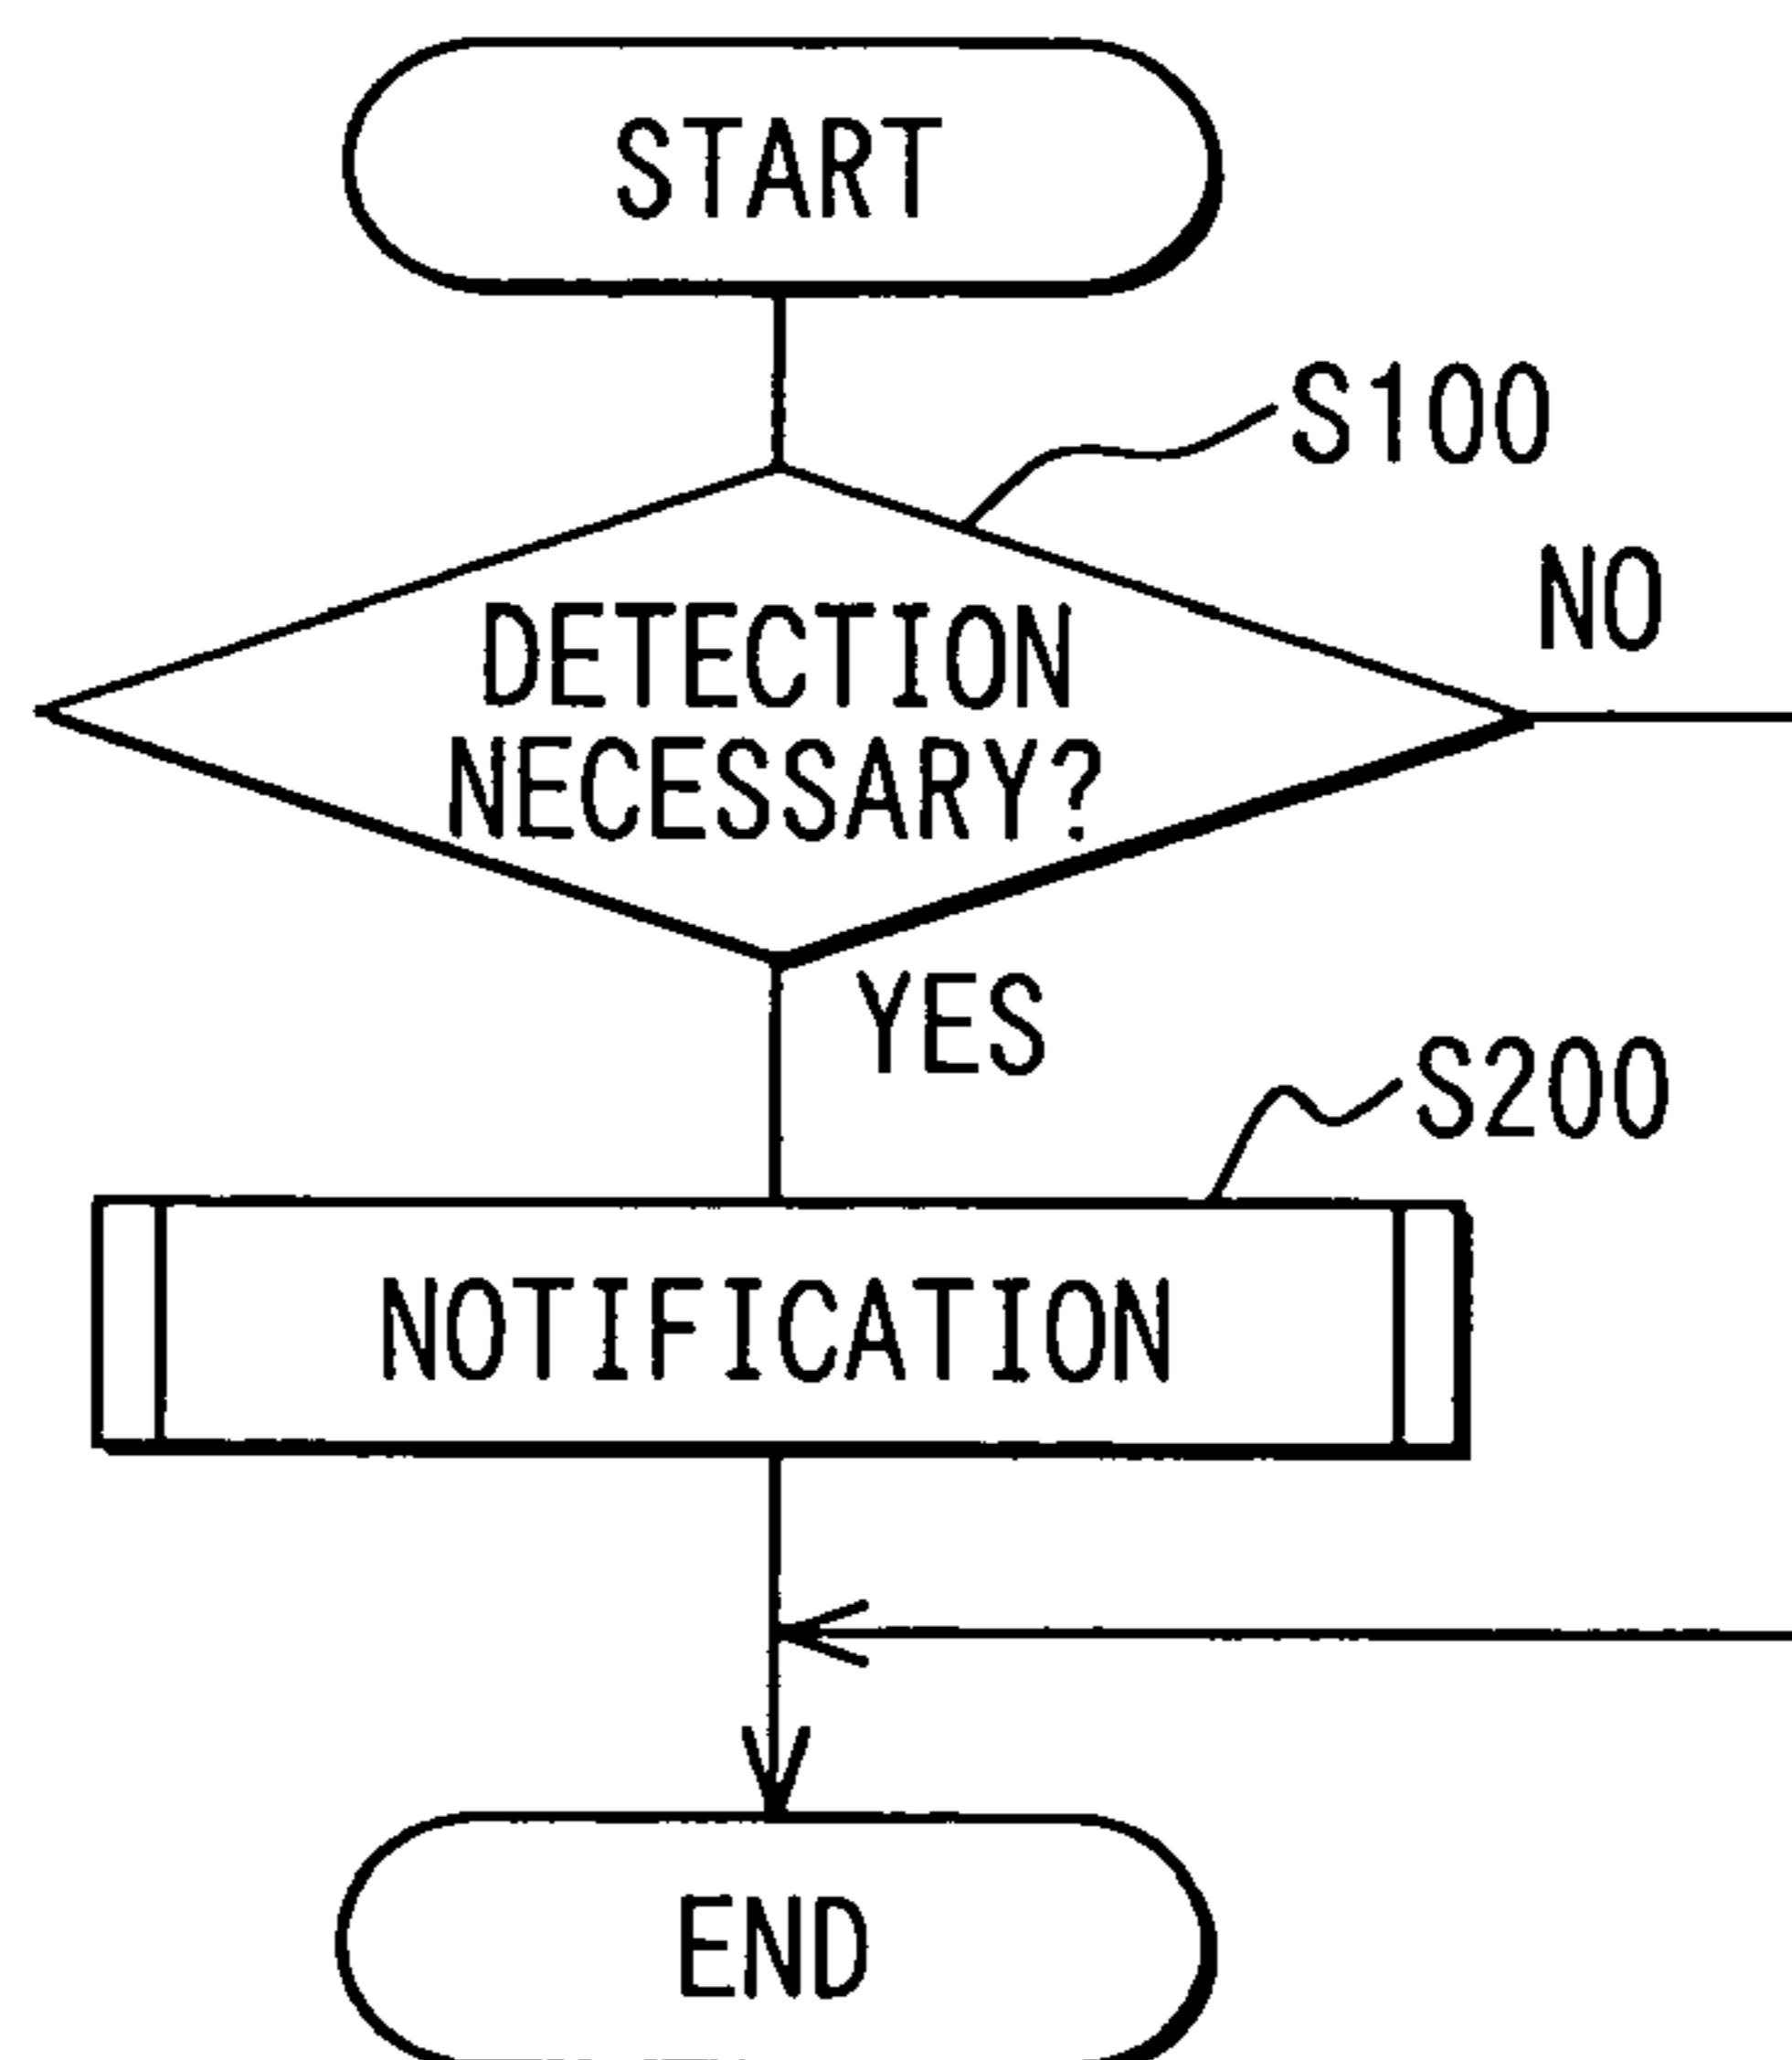 START
S100
NO
DETECTION
NECESSARY?
YES
S200
NOTIFICATION
END